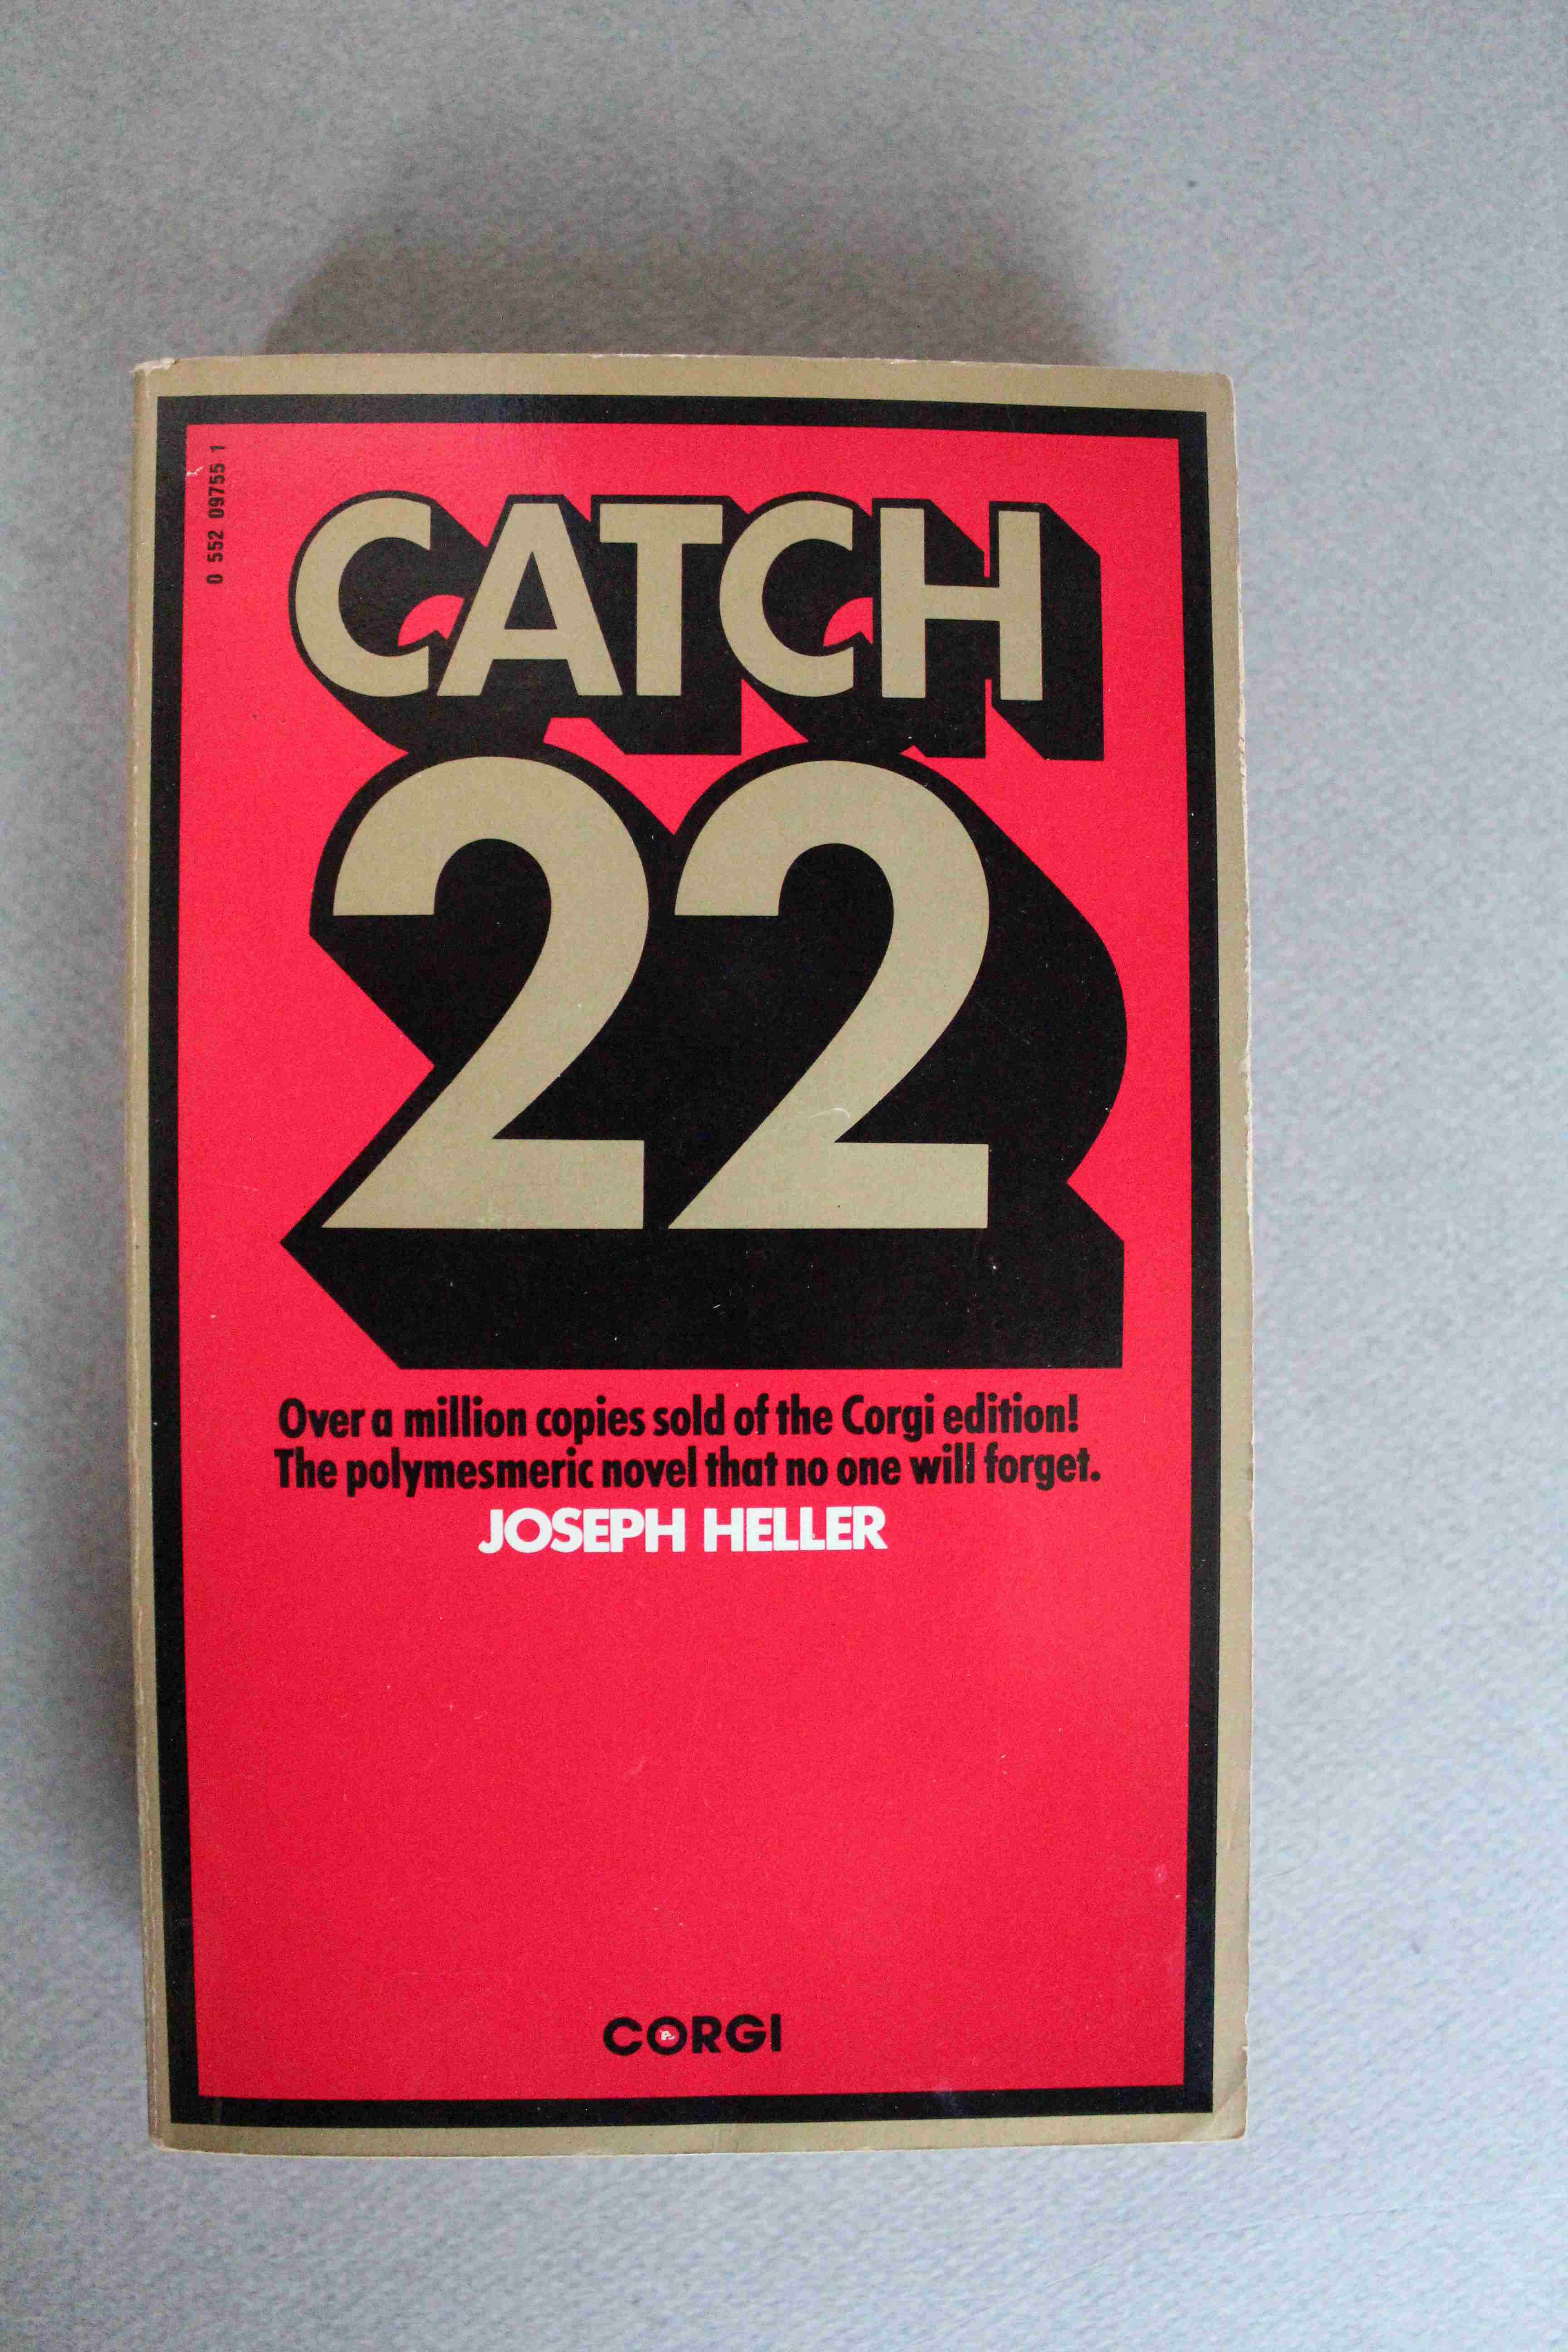 0 552 09755 1
CATCH
22
Over a million copies sold of the Corgi edition!
The polymesmeric novel that no one will forget.
JOSEPH HELLER
CORGI